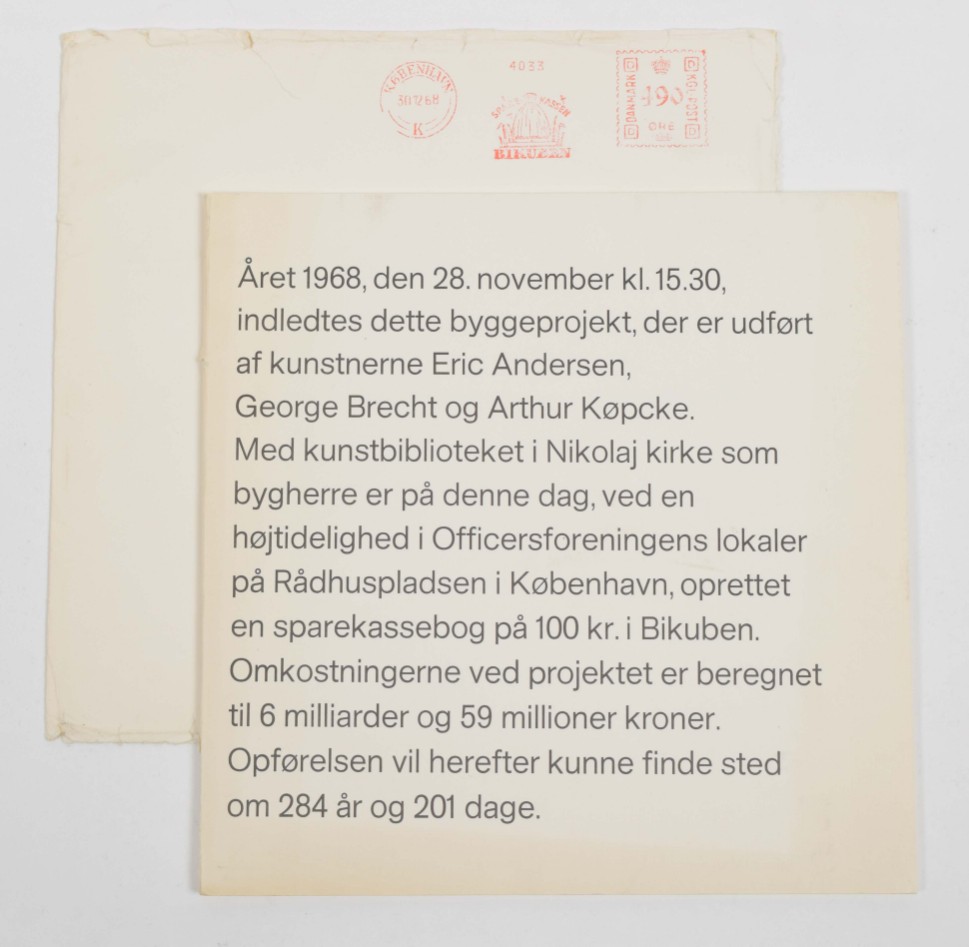 KØBENHAVN
30.12.68
K
4033
SPARE KASSEN
BIKUBEN
DANMARK
490
ØRE
KGL POST
Året 1968, den 28. november kl. 15.30,
indledtes dette byggeprojekt, der er udført
af kunstnerne Eric Andersen,
George Brecht og Arthur Køpcke.
Med kunstbiblioteket i Nikolaj kirke som
bygherre er på denne dag, ved en
højtidelighed i Officersforeningens lokaler
på Rådhuspladsen i København, oprettet
en sparekassebog på 100 kr. i Bikuben.
Omkostningerne ved projektet er beregnet
til 6 milliarder og 59 millioner kroner.
Opførelsen vil herefter kunne finde sted
om 284 år og 201 dage.